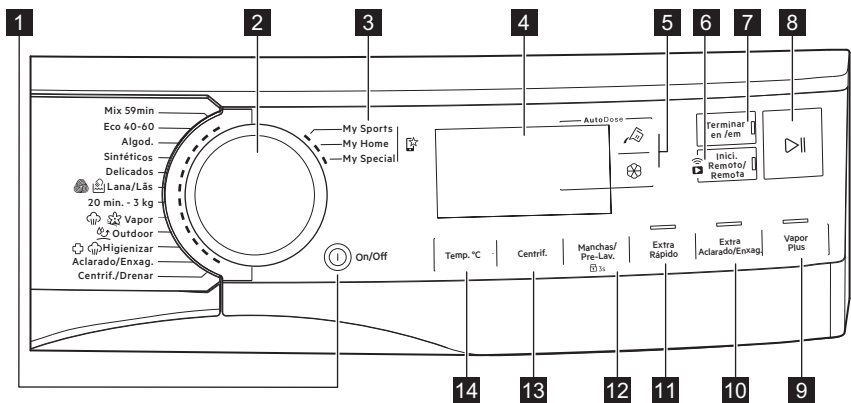 1
2
3
4
5
6
7
8
Mix 59min
Eco 40-60
Algod.
Sintéticos
Delicados
Lana/Lãs
20 min. - 3 kg
Vapor
Outdoor
Higienizar
Aclarado/Enxag.
Centrif./Drenar
My Sports
My Home
My Special
On/Off
AutoDose
Terminar
en /em
Inici.
Remoto/
Remota
Temp. °C
Centrif.
Manchas/
Pre-Lav.
3s
Extra
Rápido
Extra
Aclarado/Enxag.
Vapor
Plus
14
13
12
11
10
9